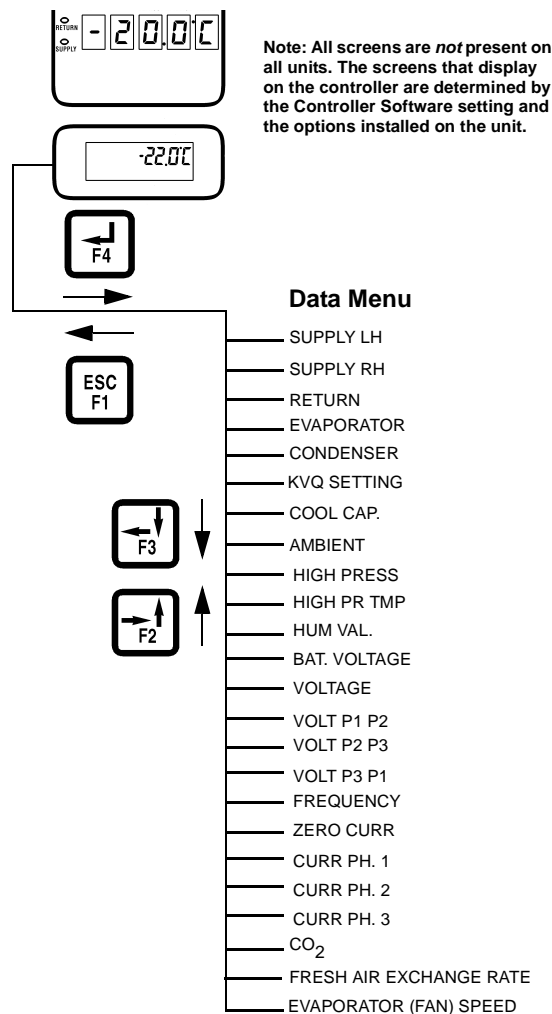 RETURN
SUPPLY
-20.0C
Note: All screens are not present on
all units. The screens that display
on the controller are determined by
the Controller Software setting and
the options installed on the unit.
-22.0C
F4
Data Menu
ESC
F1
SUPPLY LH
SUPPLY RH
RETURN
EVAPORATOR
CONDENSER
KVQ SETTING
COOL CAP.
F3
AMBIENT
HIGH PRESS
HIGH PR TMP
F2
HUM VAL.
BAT. VOLTAGE
VOLTAGE
VOLT P1 P2
VOLT P2 P3
VOLT P3 P1
FREQUENCY
ZERO CURR
CURR PH. 1
CURR PH. 2
CURR PH. 3
CO2
FRESH AIR EXCHANGE RATE
EVAPORATOR (FAN) SPEED